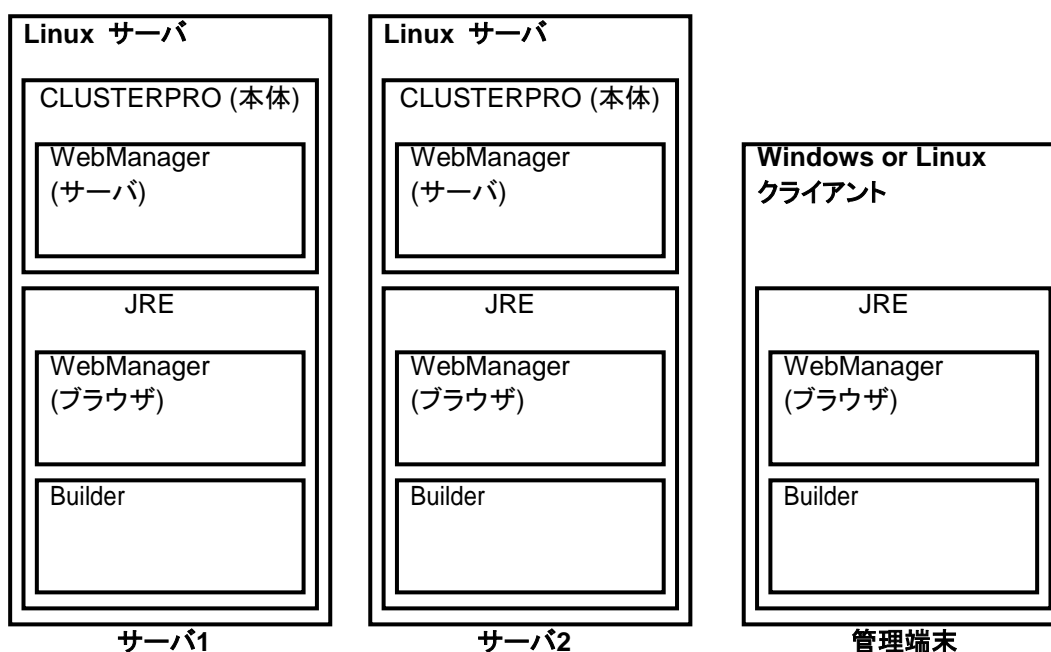 Linux サーバ
CLUSTERPRO (本体)
WebManager
(サーバ)
JRE
WebManager
(ブラウザ)
Builder
サーバ1
Linux サーバ
CLUSTERPRO (本体)
WebManager
(サーバ)
JRE
WebManager
(ブラウザ)
Builder
サーバ2
Windows or Linux
クライアント
JRE
WebManager
(ブラウザ)
Builder
管理端末